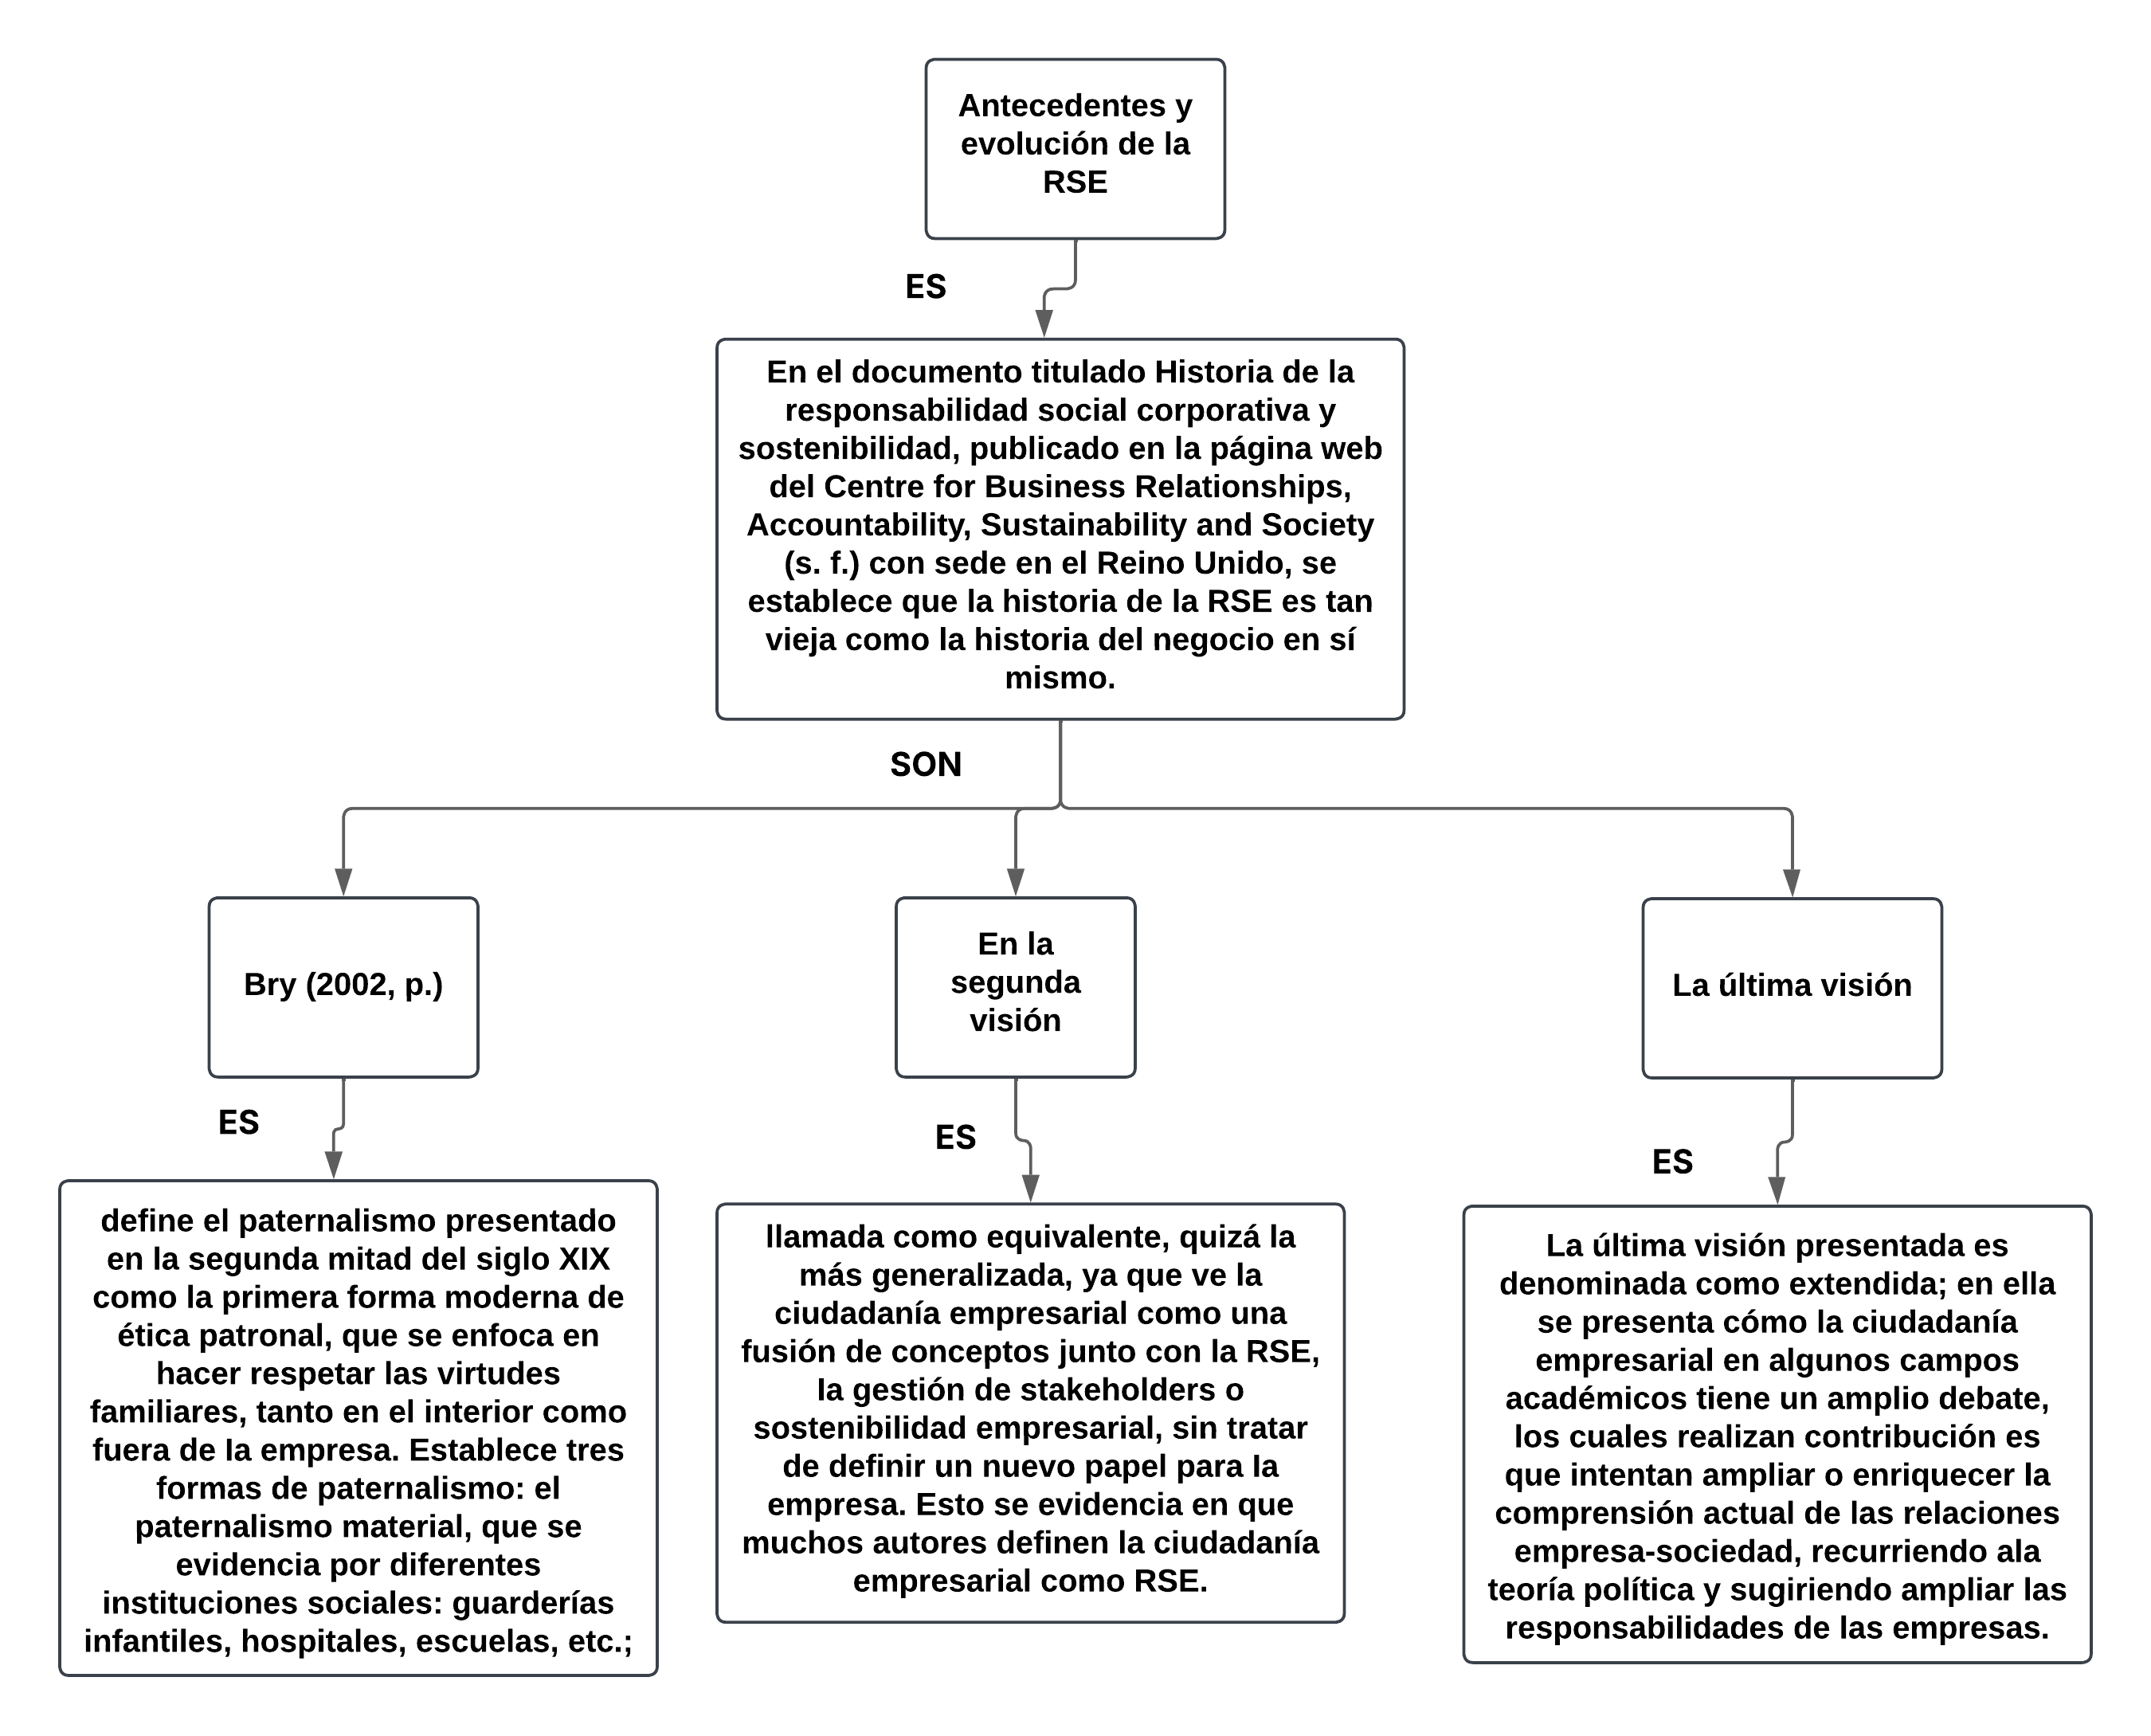 Antecedentes y
evolución de la
RSE
ES
En el documento titulado Historia de la
responsabilidad social corporativa y
sostenibilidad, publicado en la página web
del Centre for Business Relationships,
Accountability, Sustainability and Society
(s. f.) con sede en el Reino Unido, se
establece que la historia de la RSE es tan
vieja como la historia del negocio en sí
mismo.
SON
Bry (2002, p.)
En la
segunda
visión
La última visión
ES
define el paternalismo presentado
en la segunda mitad del siglo XIX
como la primera forma moderna de
ética patronal, que se enfoca en
hacer respetar las virtudes
familiares, tanto en el interior como
fuera de la empresa. Establece tres
formas de paternalismo: el
paternalismo material, que se
evidencia por diferentes
instituciones sociales: guarderías
infantiles, hospitales, escuelas, etc.;
ES
llamada como equivalente, quizá la
más generalizada, ya que ve la
ciudadanía empresarial como una
fusión de conceptos junto con la RSE,
la gestión de stakeholders o
sostenibilidad empresarial, sin tratar
de definir un nuevo papel para la
empresa. Esto se evidencia en que
muchos autores definen la ciudadanía
empresarial como RSE.
ES
La última visión presentada es
denominada como extendida; en ella
se presenta cómo la ciudadanía
empresarial en algunos campos
académicos tiene un amplio debate,
los cuales realizan contribución es
que intentan ampliar o enriquecer la
comprensión actual de las relaciones
empresa-sociedad, recurriendo ala
teoría política y sugiriendo ampliar las
responsabilidades de las empresas.